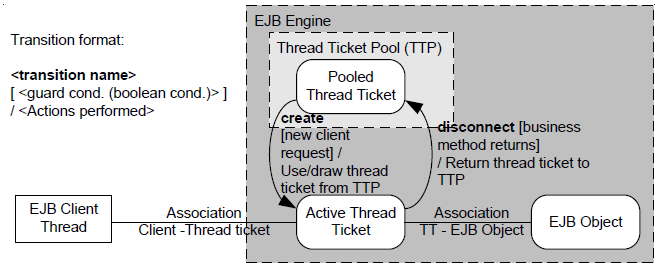 EJB Engine
Transition format:
<transition name>
[ <guard cond. (boolean cond.)> ]
/ <Actions performed>
Thread Ticket Pool (TTP)
Pooled
Thread Ticket
create
[new client
request] /
Use/draw thread
ticket from TTP
disconnect [business
method returns]
/ Return thread ticket to
TTP
EJB Client
Thread
Association
Client -Thread ticket
Active Thread
Ticket
Association
TT - EJB Object
EJB Object